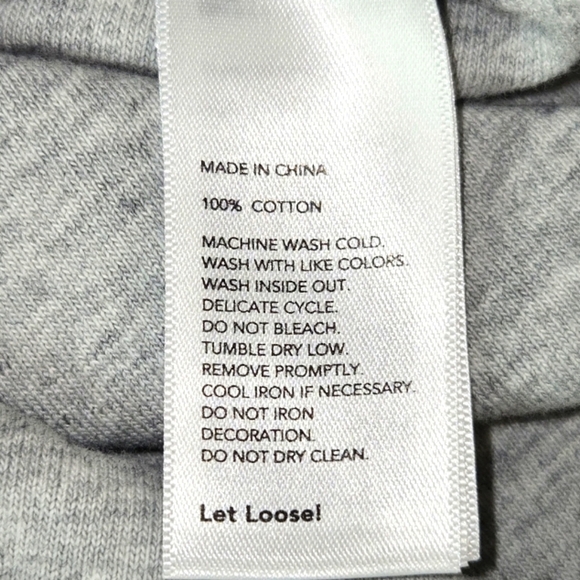 MADE IN CHINA
100% COTTON
MACHINE WASH COLD.
WASH WITH LIKE COLORS.
WASH INSIDE OUT.
DELICATE CYCLE.
DO NOT BLEACH.
TUMBLE DRY LOW.
REMOVE PROMPTLY.
COOL IRON IF NECESSARY.
DO NOT IRON
DECORATION.
DO NOT DRY CLEAN.
Let Loose!